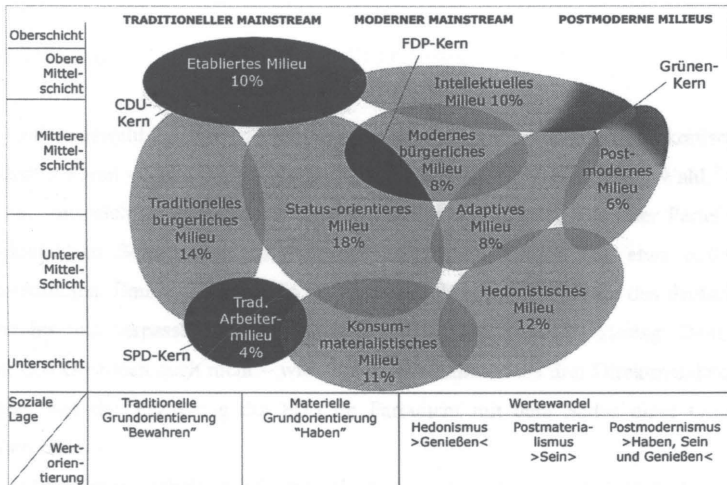 TRADITIONELLER MAINSTREAM
MODERNER MAINSTREAM
POSTMODERNE MILIEUS
Oberschicht
Obere
Mittel-
schicht
Mittlere
Mittel-
schicht
Untere
Mittel-
Schicht
Unterschicht
Etabliertes Milieu
10%
FDP-Kern
Intellektuelles
Milieu 10%
Grünen-
Kern
CDU-
Kern
Modernes
bürgerliches
Milieu
8%
Post-
modernes
Milieu
6%
Traditionelles
bürgerliches
Milieu
14%
Status-orientieres
Milieu
18%
Adaptives
Milieu
8%
Hedonistisches
Milieu
12%
Trad.
Arbeiter-
milieu
4%
SPD-Kern
Konsum-
materialistisches
Milieu
11%
Soziale
Lage
Wert-
orien-
tierung
Traditionelle
Grundorientierung
"Bewahren"
Materielle
Grundorientierung
"Haben"
Wertewandel
Hedonismus
>Genießen<
Postmateria-
lismus
>Sein>
Postmodernismus
>Haben, Sein
und Genießen<